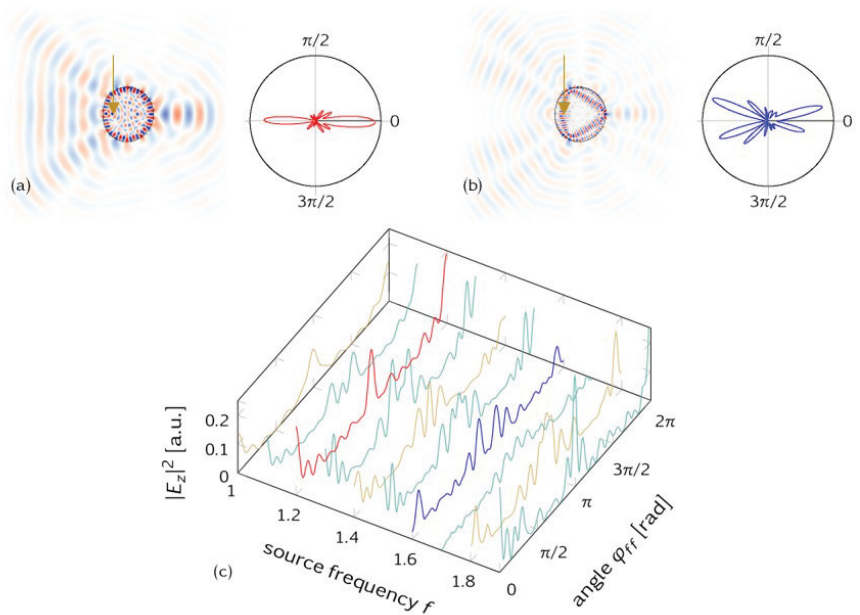 π/2
0
3π/2
(a)
π/2
0
3π/2
(b)
0.2
0.1
0
|E_z|² [a.u.]
1
1.2
1.4
1.6
1.8
source frequency f
0
π/2
π
3π/2
2π
angle φ_ff [rad]
(c)